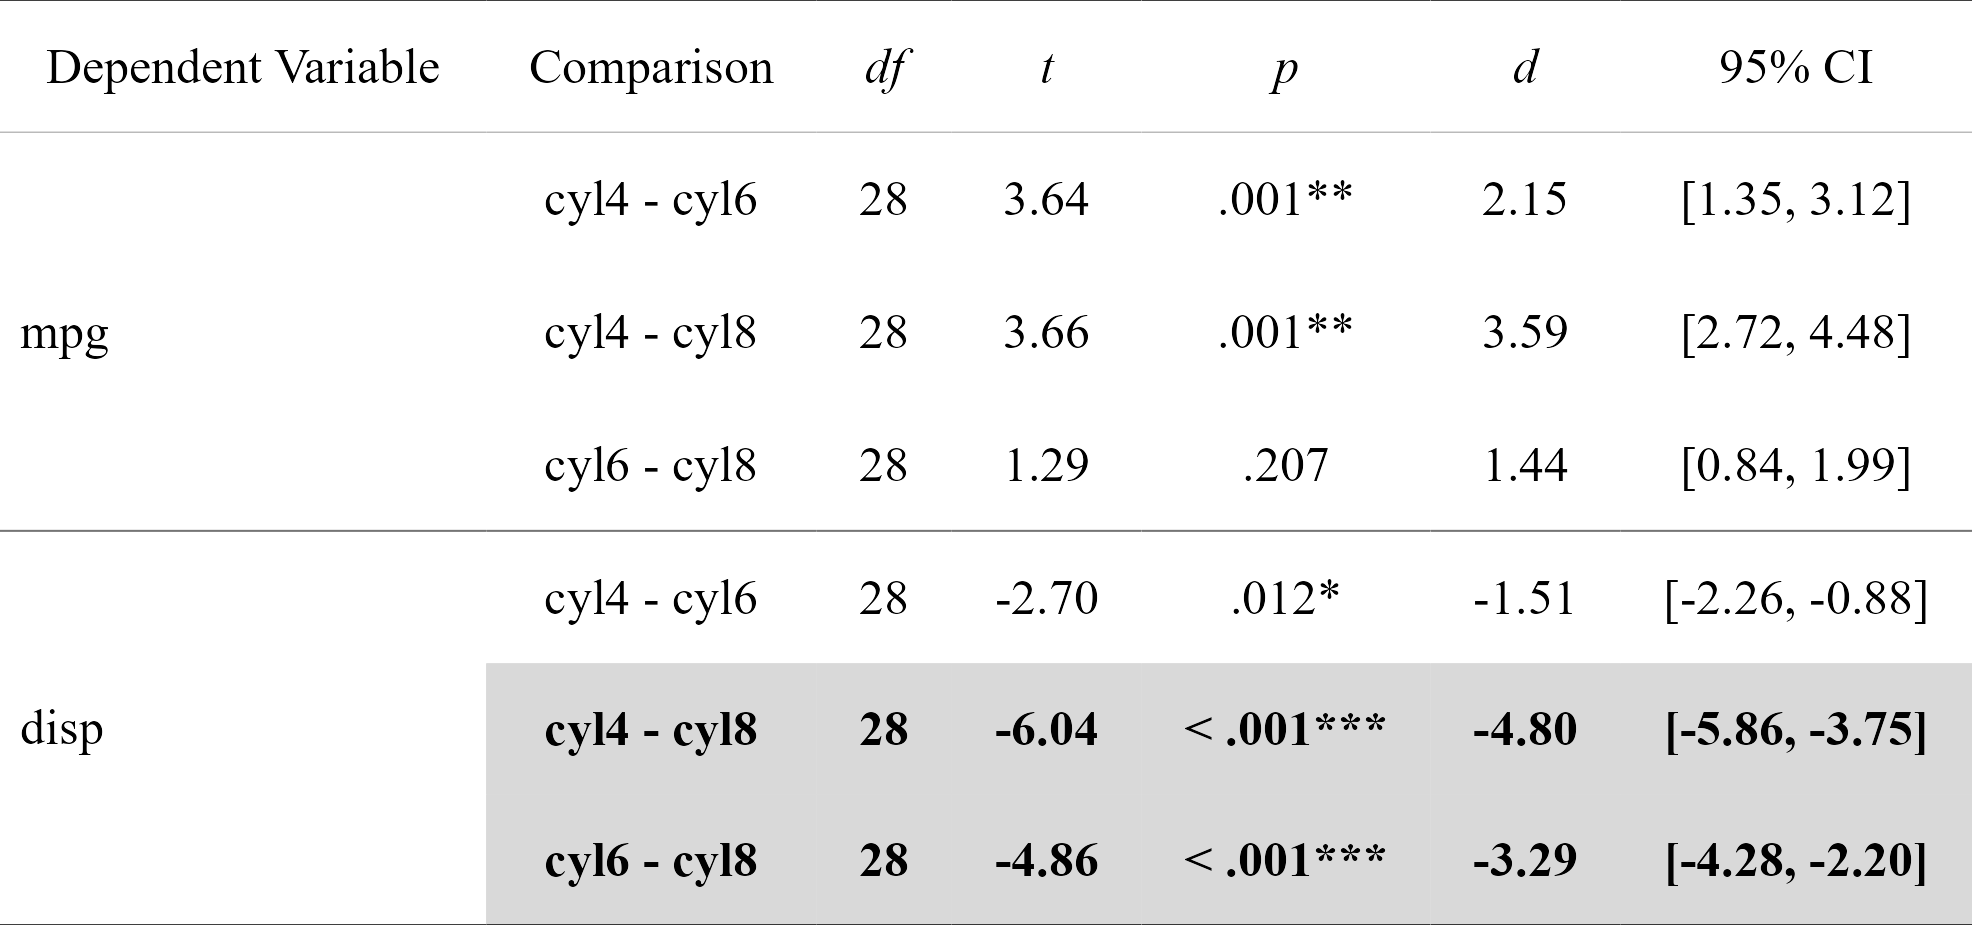 Dependent Variable Comparison df t p d 95% CI
cyl4 - cyl6 28 3.64 .001** 2.15 [1.35, 3.12]
mpg cyl4 - cyl8 28 3.66 .001** 3.59 [2.72, 4.48]
cyl6 - cyl8 28 1.29 .207 1.44 [0.84, 1.99]
cyl4 - cyl6 28 -2.70 .012* -1.51 [-2.26, -0.88]
disp cyl4 - cyl8 28 -6.04 < .001*** -4.80 [-5.86, -3.75]
cyl6 - cyl8 28 -4.86 < .001*** -3.29 [-4.28, -2.20]